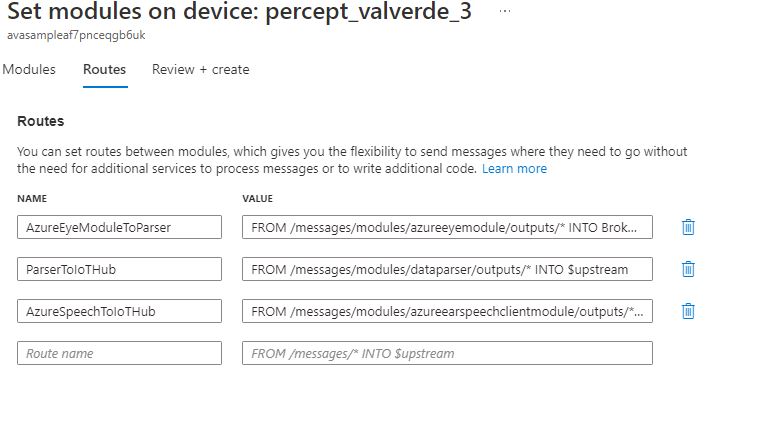 Set modules on device: percept_valverde_3 ...
avasampleaf7pnceqgb6uk
Modules Routes Review + create
Routes
You can set routes between modules, which gives you the flexibility to send messages where they need to go without
the need for additional services to process messages or to write additional code. Learn more
NAME VALUE
AzureEyeModuleToParser FROM /messages/modules/azureeyemodule/outputs/* INTO Brok...
ParserToIoTHub FROM /messages/modules/dataparser/outputs/* INTO $upstream
AzureSpeechToIoTHub FROM /messages/modules/azureearspeechclientmodule/outputs/*...
Route name FROM /messages/* INTO $upstream